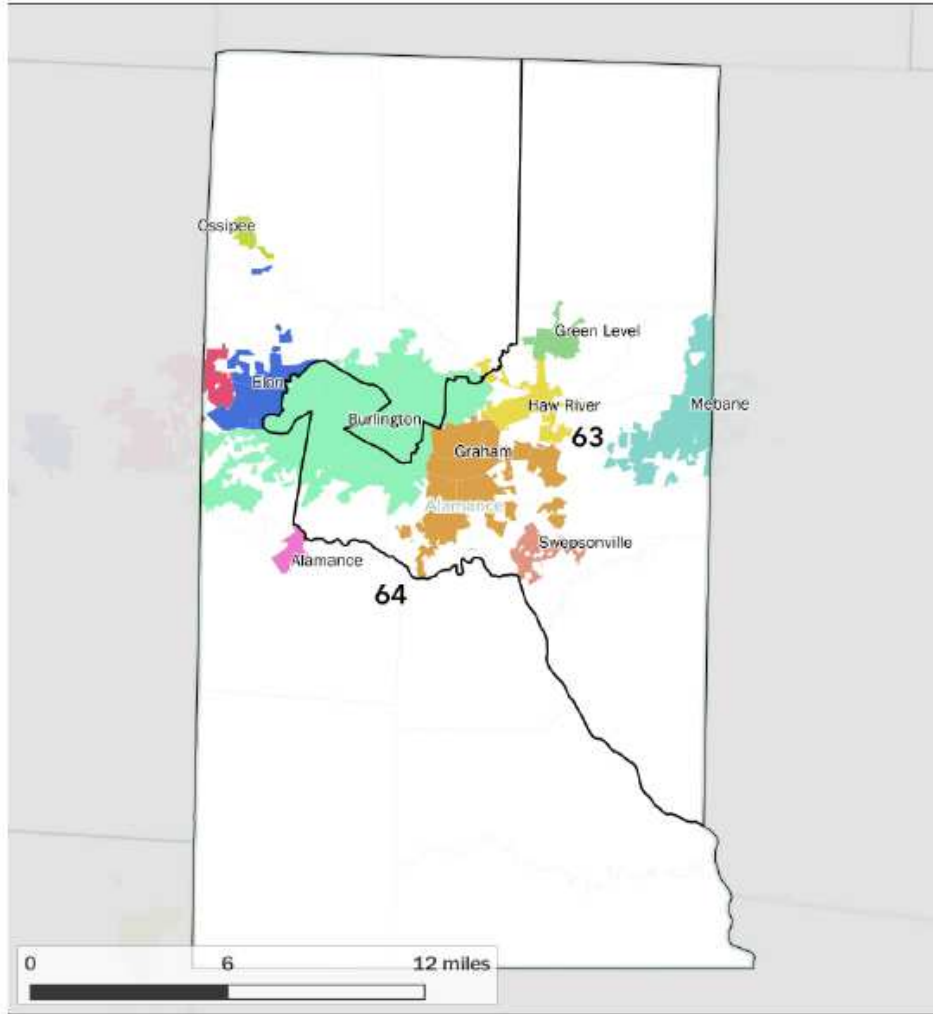 Ossipee
Green Level
Elon
Mebane
Haw River
Burlington
63
Graham
Alamance
Swepsonville
Alamance
64
0 6 12 miles